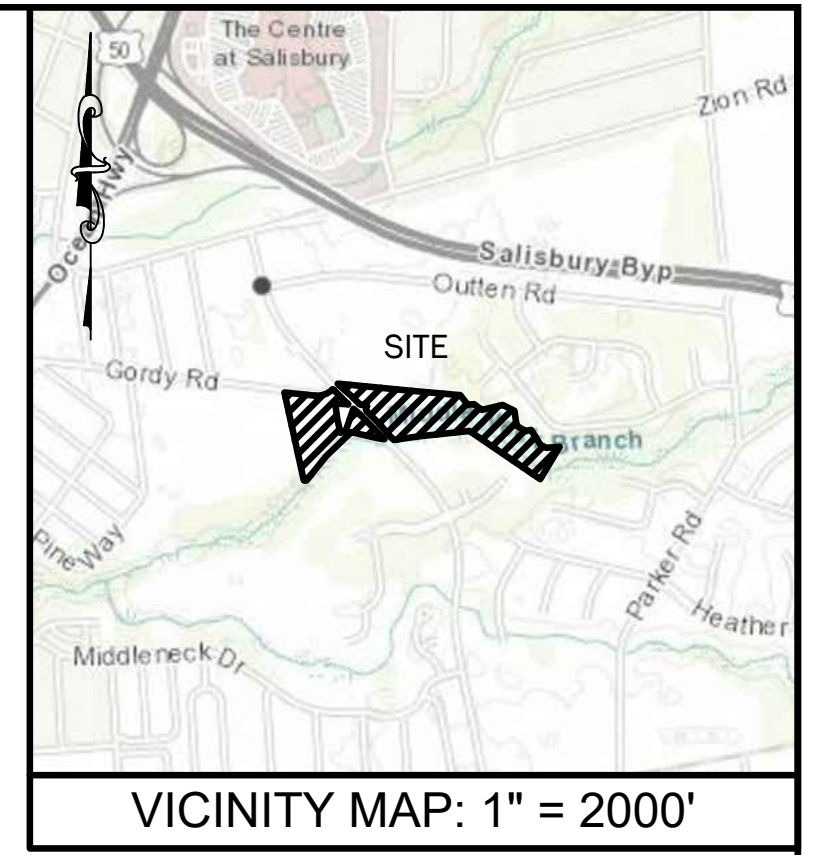 The Centre
at Salisbury
50
Zion Rd
Ocean Hwy
Salisbury Byp
Outten Rd
SITE
Gordy Rd
Branch
Pine Way
Parker Rd
Heather
Middleneck Dr
VICINITY MAP: 1" = 2000'